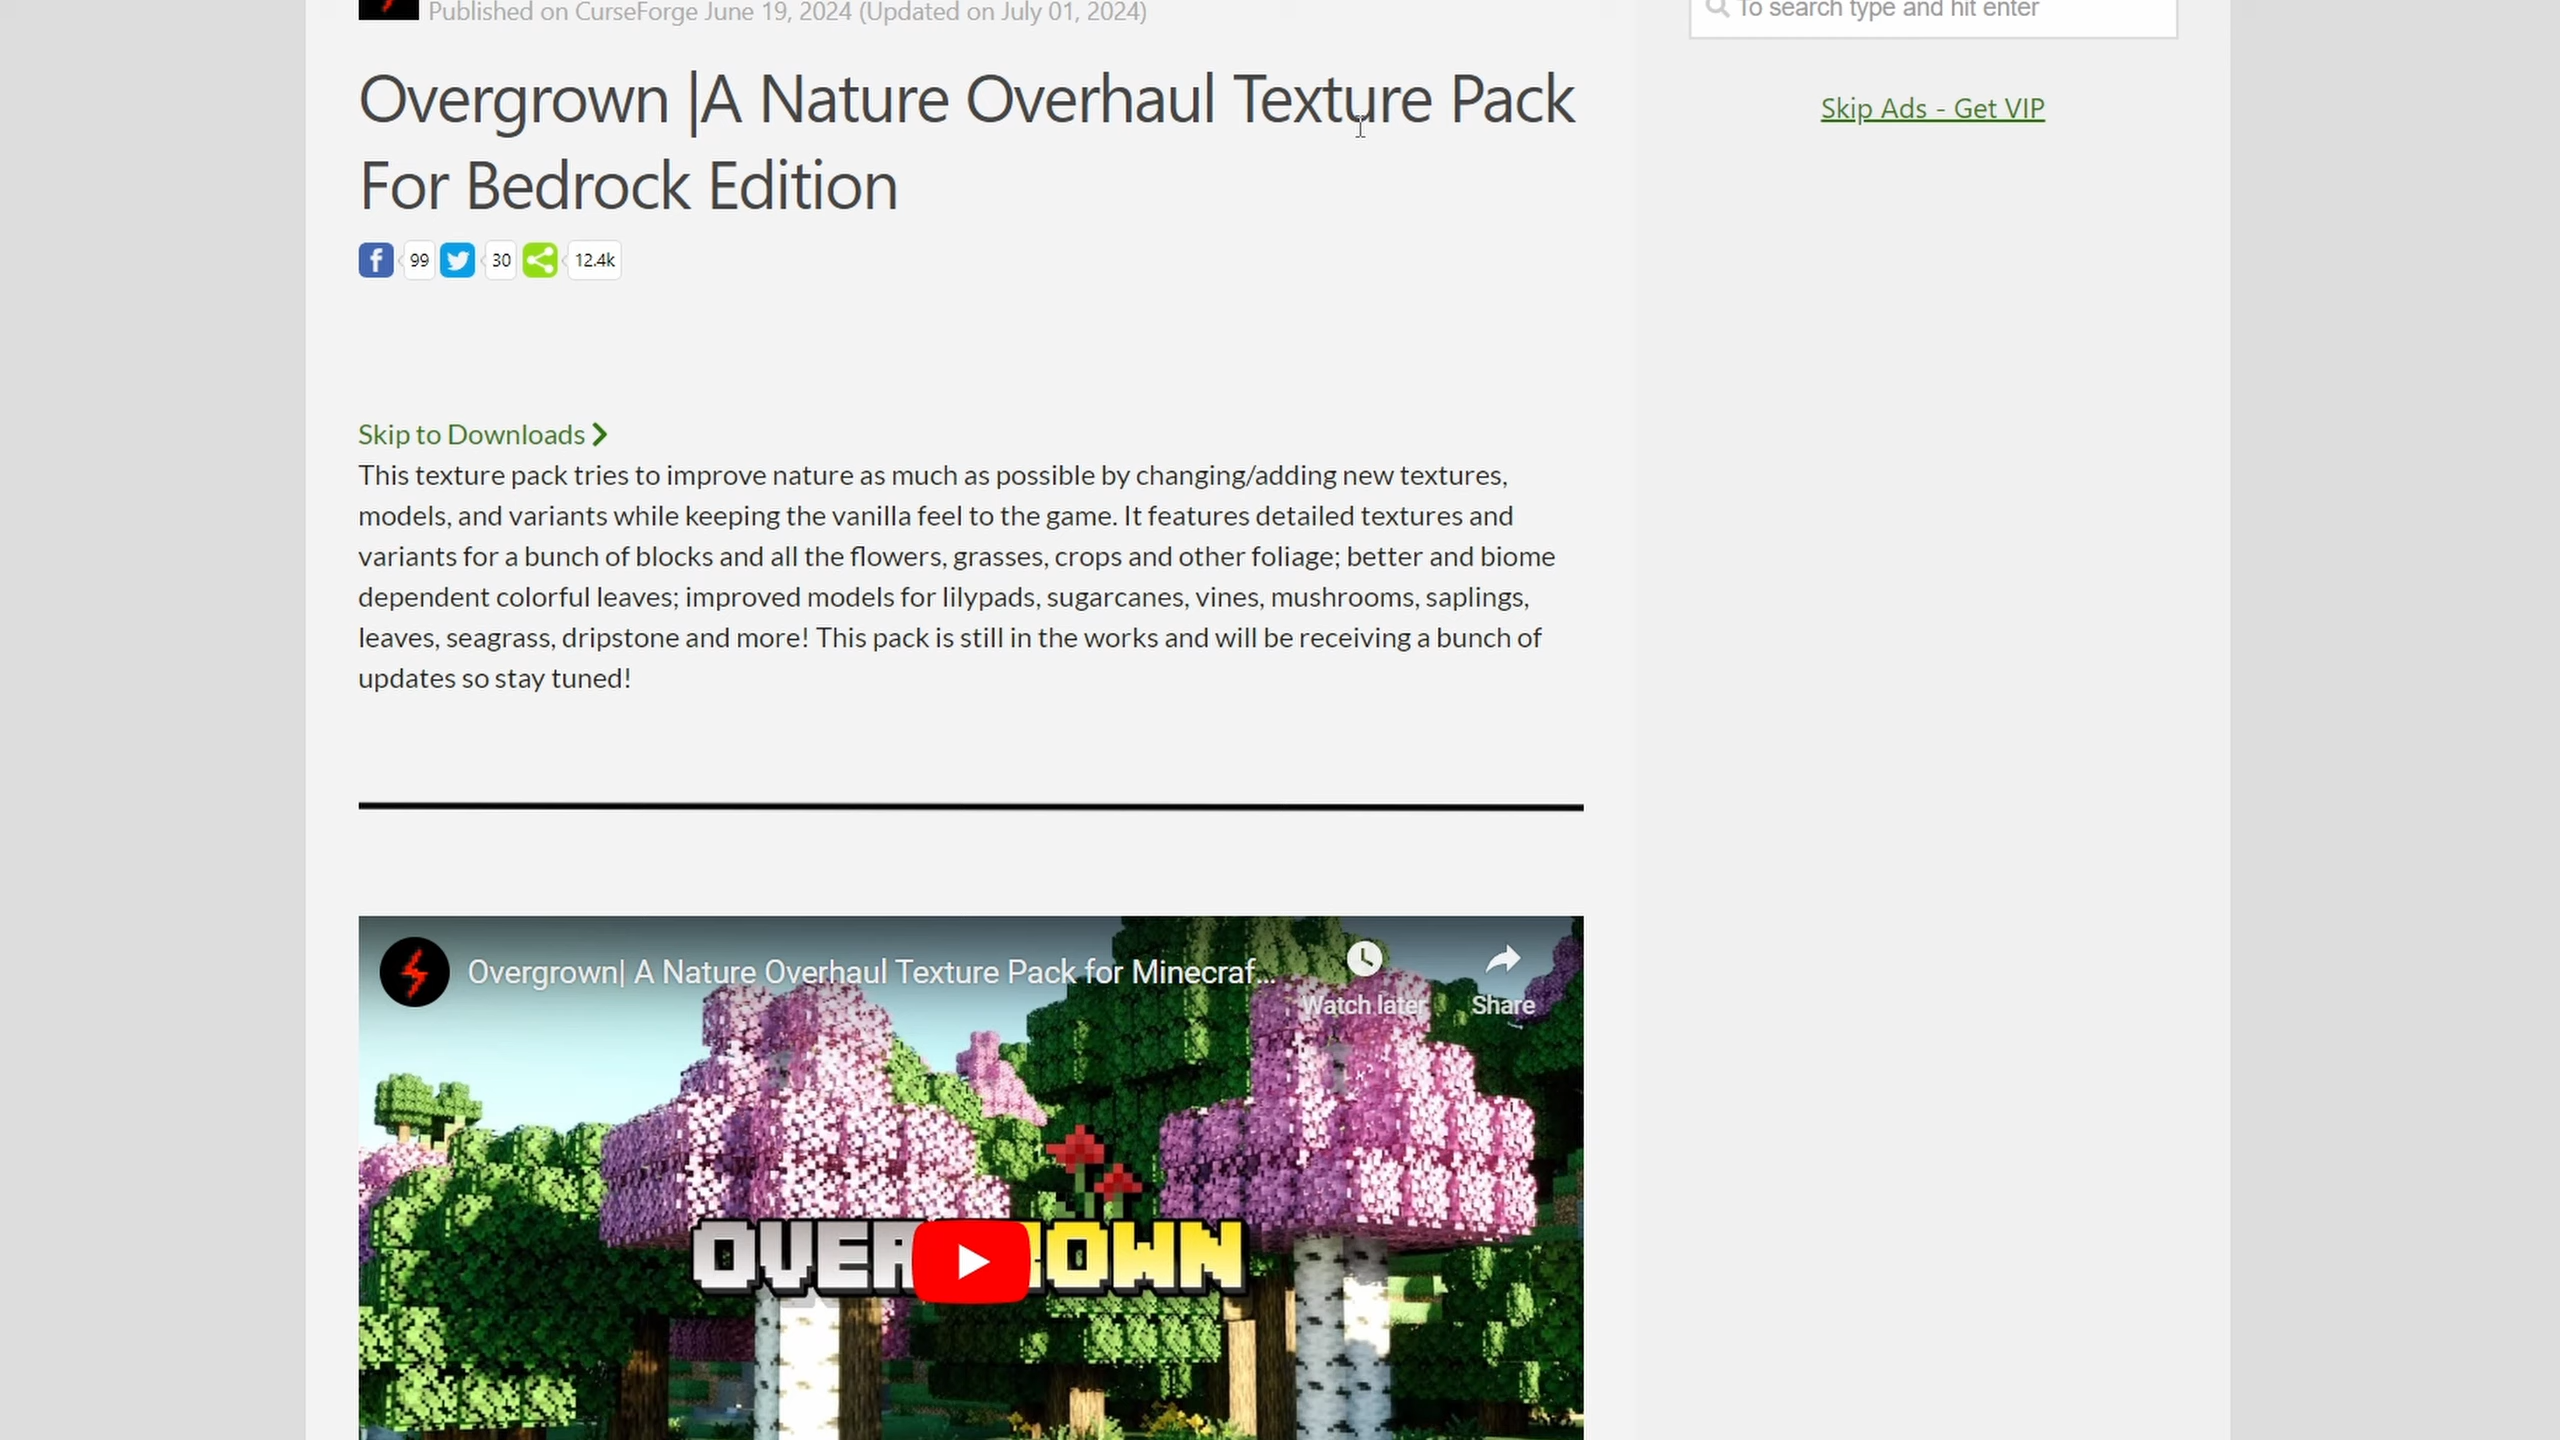 Published on CurseForge June 19, 2024 (Updated on July 01, 2024)
To search type and hit enter
Overgrown |A Nature Overhaul Texture Pack
For Bedrock Edition
Skip Ads - Get VIP
99 30 12.4k
Skip to Downloads
This texture pack tries to improve nature as much as possible by changing/adding new textures,
models, and variants while keeping the vanilla feel to the game. It features detailed textures and
variants for a bunch of blocks and all the flowers, grasses, crops and other foliage; better and biome
dependent colorful leaves; improved models for lilypads, sugarcanes, vines, mushrooms, saplings,
leaves, seagrass, dripstone and more! This pack is still in the works and will be receiving a bunch of
updates so stay tuned!
Overgrown| A Nature Overhaul Texture Pack for Minecraf...
Watch later Share